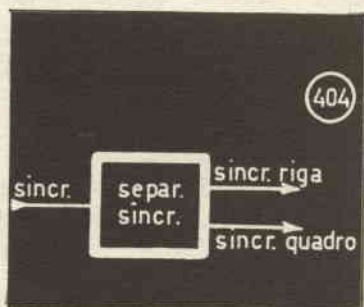 404
sincr.
separ.
sincr.
sincr. riga
sincr. quadro